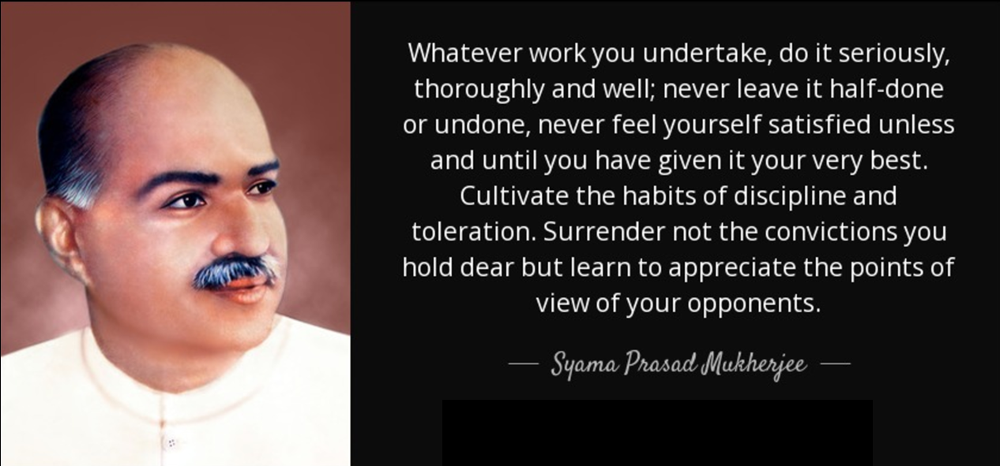 Whatever work you undertake, do it seriously,
thoroughly and well; never leave it half-done
or undone, never feel yourself satisfied unless
and until you have given it your very best.
Cultivate the habits of discipline and
toleration. Surrender not the convictions you
hold dear but learn to appreciate the points of
view of your opponents.
Syama Prasad Mukherjee